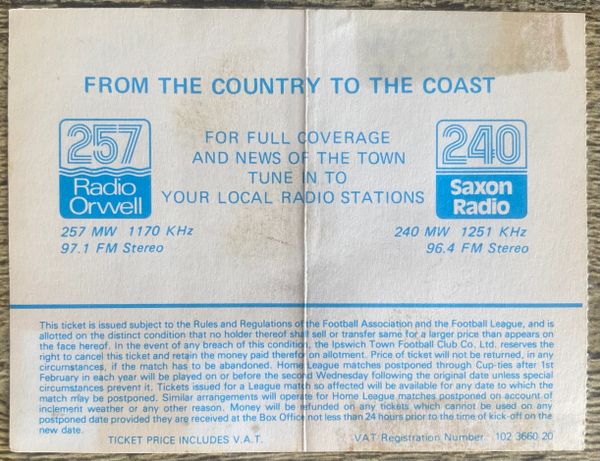 FROM THE COUNTRY TO THE COAST
257
Radio
Orwell
257 MW 1170 KHz
97.1 FM Stereo
FOR FULL COVERAGE
AND NEWS OF THE TOWN
TUNE IN TO
YOUR LOCAL RADIO STATIONS
240
Saxon
Radio
240 MW 1251 KHz
96.4 FM Stereo
This ticket is issued subject to the Rules and Regulations of the Football Association and the Football League, and is
allotted on the distinct condition that no holder thereof shall sell or transfer same for a larger price than appears on
the face hereof. In the event of any breach of this condition, the Ipswich Town Football Club Co, Ltd. reserves the
right to cancel this ticket and retain the money paid therefor on allotment. Price of ticket will not be returned, in any
circumstances, if the match has to be abandoned. Home League matches postponed through Cup-ties after 1st
February in each year will be played on or before the second Wednesday following the original date unless special
circumstances prevent it. Tickets issued for a League match so affected will be available for any date to which the
match may be postponed. Similar arrangements will operate for Home League matches postponed on account of
inclement weather or any other reason. Money will be refunded on any tickets which cannot be used on any
postponed date provided they are received at the Box Office not less than 24 hours prior to the time of kick-off on the
new date.
TICKET PRICE INCLUDES V.A.T.
VAT Registration Number. 102 3660 20